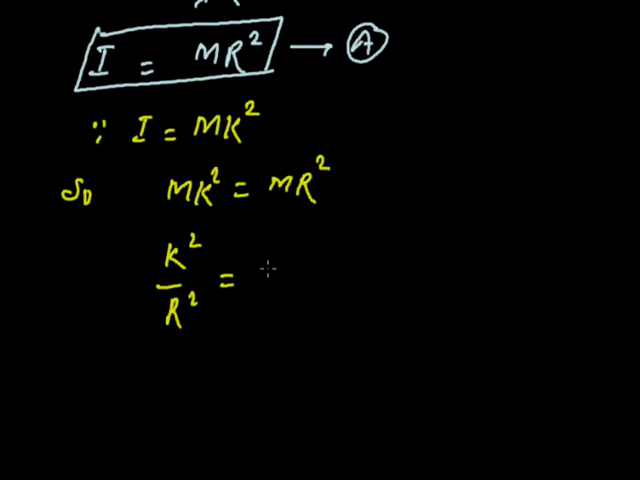 I = MR² → A
∵ I = MK²
So MK² = MR²
K²/R² =